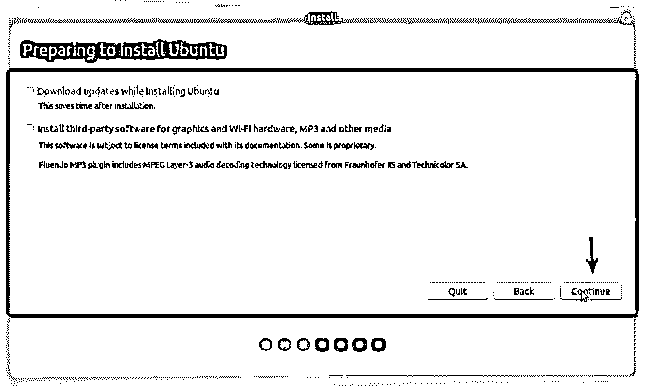 Install
Preparing to install Ubuntu
Download updates while installing Ubuntu
This saves time after installation.
Install third-party software for graphics and Wi-Fi hardware, MP3 and other media
This software is subject to license terms included with its documentation. Some is proprietary.
Fluendo MP3 plugin includes MPEG Layer-3 audio decoding technology licensed from Fraunhofer IIS and Technicolor SA.
Quit Back Continue